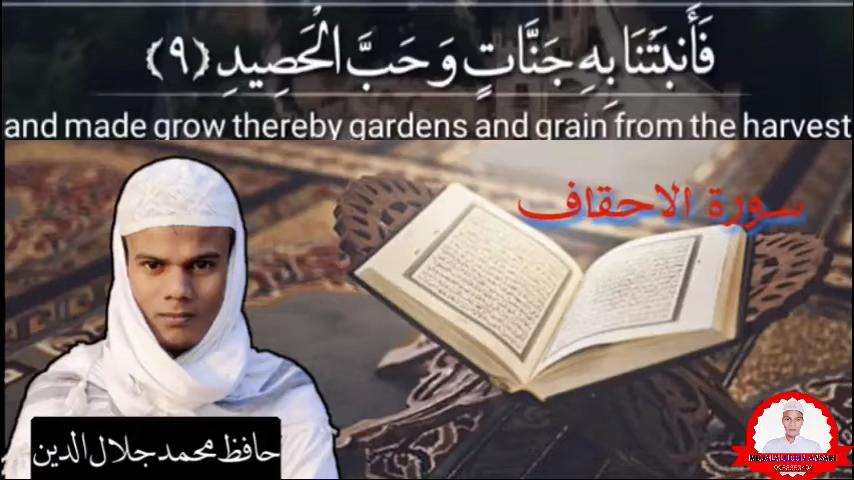 فَأَنۢبَتْنَا بِهِ جَنَّاتٍ وَحَبَّ الْحَصِيدِ ﴿٩﴾
and made grow thereby gardens and grain from the harvest
سورة الاحقاف
حافظ محمد جلال الدين